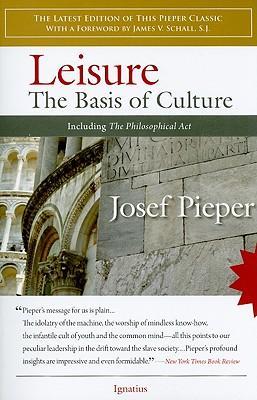 THE LATEST EDITION OF THIS PIEPER CLASSIC
WITH A FOREWORD BY JAMES V. SCHALL, S.J.
Leisure
The Basis of Culture
Including The Philosophical Act
Josef Pieper
"Pieper's message for us is plain...
The idolatry of the machine, the worship of mindless know-how,
the infantile cult of youth and the common mind—all this points to our
peculiar leadership in the drift toward the slave society.... Pieper's profound
insights are impressive and even formidable." —New York Times Book Review
Ignatius